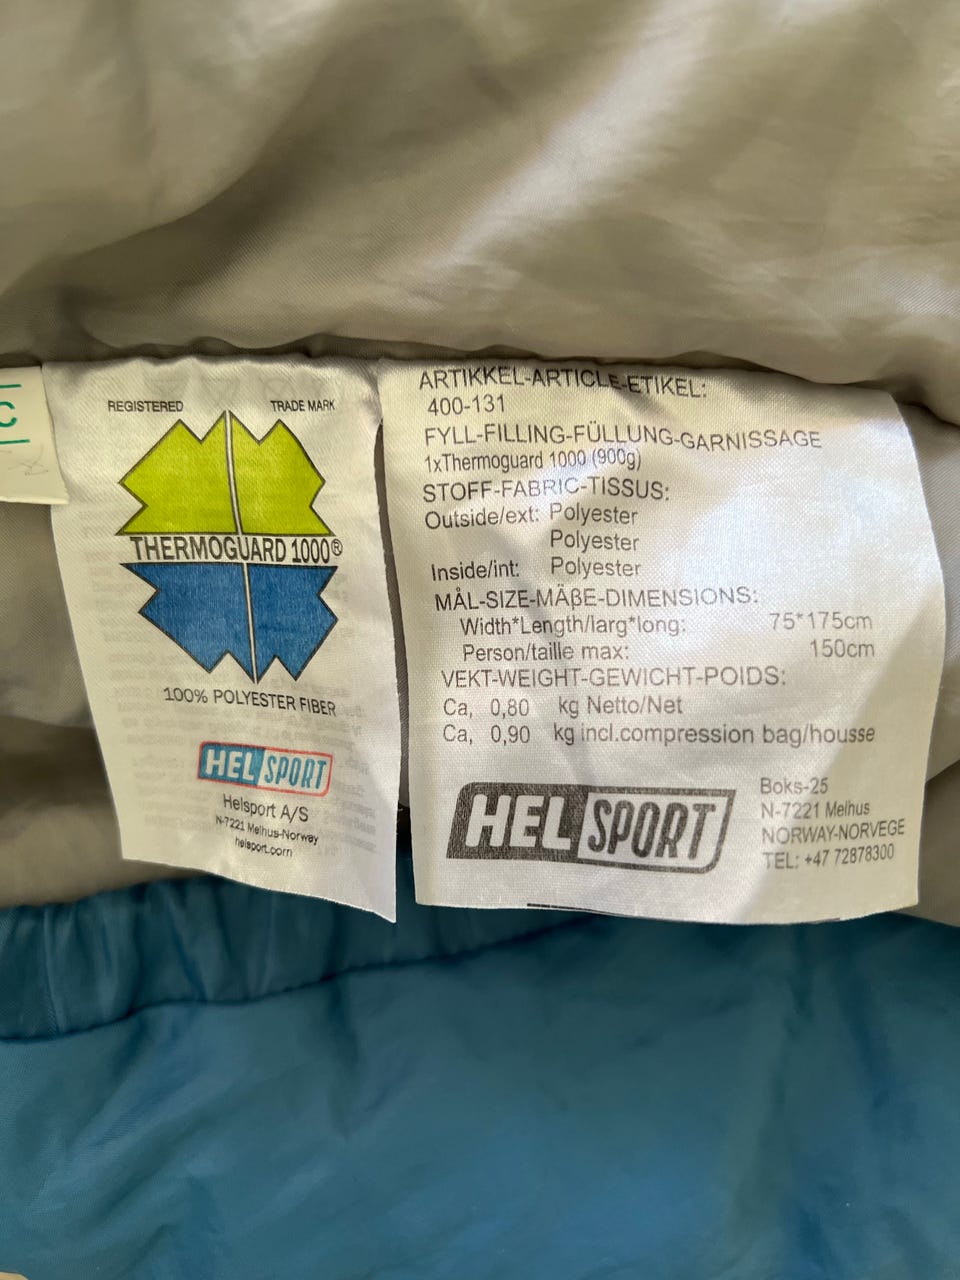 C
REGISTERED TRADE MARK
THERMOGUARD 1000®
100% POLYESTER FIBER
HELSPORT
Helsport A/S
N-7221 Melhus-Norway
helsport.com
ARTIKKEL-ARTICLE-ETIKEL:
400-131
FYLL-FILLING-FÜLLUNG-GARNISSAGE
1xThermoguard 1000 (900g)
STOFF-FABRIC-TISSUS:
Outside/ext: Polyester
Polyester
Inside/int: Polyester
MÅL-SIZE-MÄβE-DIMENSIONS:
Width*Length/larg*long: 75*175cm
Person/taille max: 150cm
VEKT-WEIGHT-GEWICHT-POIDS:
Ca, 0,80 kg Netto/Net
Ca, 0,90 kg incl.compression bag/housse
HELSPORT
Boks-25
N-7221 Melhus
NORWAY-NORVEGE
TEL: +47 72878300